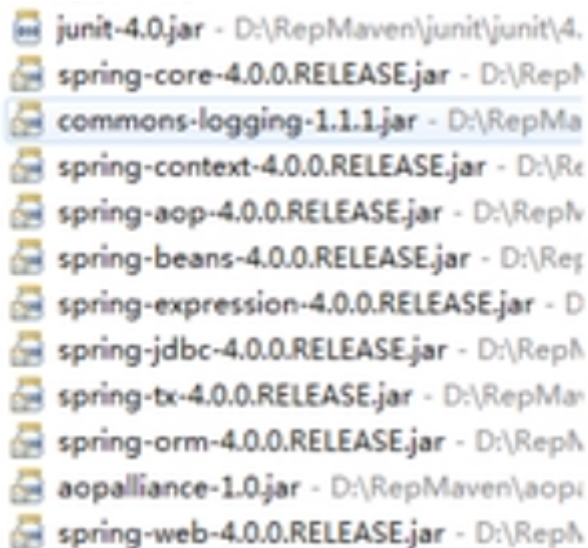 junit-4.0.jar - D:\RepMaven\junit\junit\4.
spring-core-4.0.0.RELEASE.jar - D:\Rep
commons-logging-1.1.1.jar - D:\RepMa
spring-context-4.0.0.RELEASE.jar - D:\Re
spring-aop-4.0.0.RELEASE.jar - D:\Rep
spring-beans-4.0.0.RELEASE.jar - D:\Rep
spring-expression-4.0.0.RELEASE.jar - D
spring-jdbc-4.0.0.RELEASE.jar - D:\Rep
spring-tx-4.0.0.RELEASE.jar - D:\RepMa
spring-orm-4.0.0.RELEASE.jar - D:\Rep
aopalliance-1.0.jar - D:\RepMaven\aopa
spring-web-4.0.0.RELEASE.jar - D:\Rep